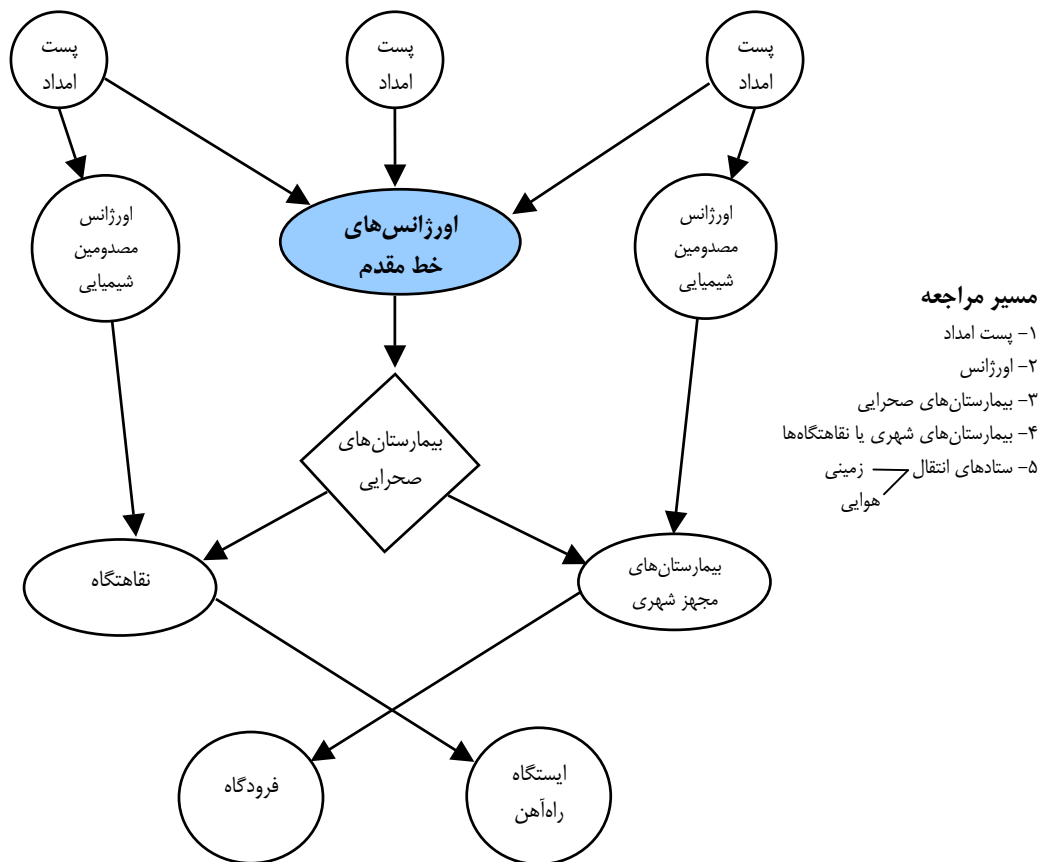 پست
امداد
پست
امداد
پست
امداد
اورژانس
مصدومین
شیمیایی
اورژانس‌های
خط مقدم
اورژانس
مصدومین
شیمیایی
مسیر مراجعه
۱- پست امداد
۲- اورژانس
۳- بیمارستان‌های صحرایی
۴- بیمارستان‌های شهری یا نقاهتگاه‌ها
۵- ستادهای انتقال زمینی
هوایی
بیمارستان‌های
صحرایی
بیمارستان‌های
مجهز شهری
نقاهتگاه
ایستگاه
راه‌آهن
فرودگاه